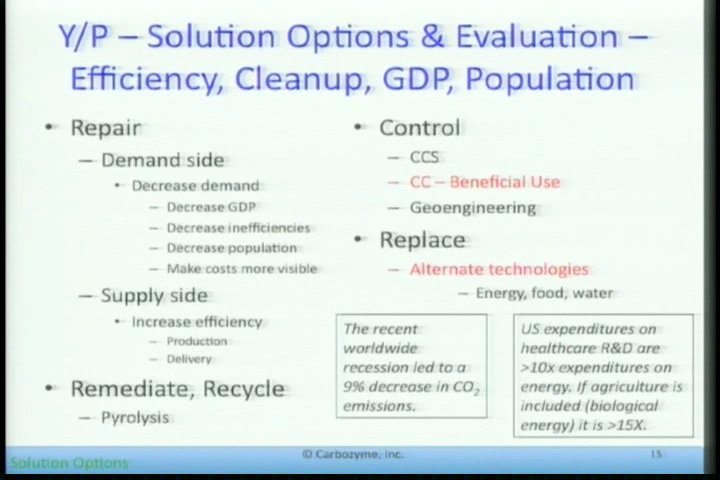 Y/P – Solution Options & Evaluation –
Efficiency, Cleanup, GDP, Population
• Repair
– Demand side
• Decrease demand
– Decrease GDP
– Decrease inefficiencies
– Decrease population
– Make costs more visible
– Supply side
• Increase efficiency
– Production
– Delivery
• Remediate, Recycle
– Pyrolysis
• Control
– CCS
– CC – Beneficial Use
– Geoengineering
• Replace
– Alternate technologies
– Energy, food, water
The recent
worldwide
recession led to a
9% decrease in CO₂
emissions.
US expenditures on
healthcare R&D are
>10x expenditures on
energy. If agriculture is
included (biological
energy) it is >15X.
Solution Options
© Carbozyme, Inc.
15